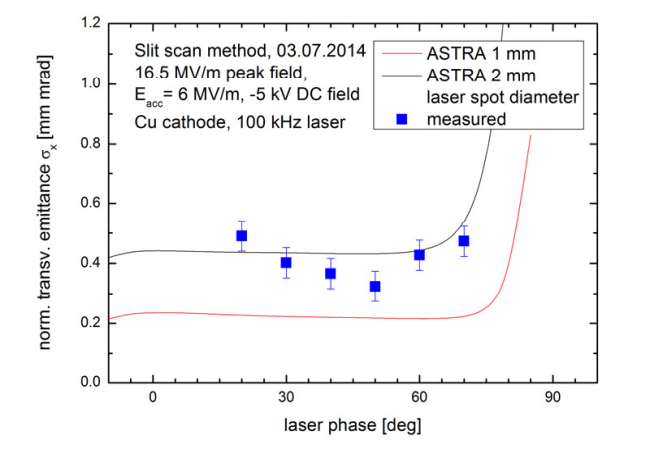 Slit scan method, 03.07.2014
16.5 MV/m peak field,
Eacc= 6 MV/m, -5 kV DC field
Cu cathode, 100 kHz laser
ASTRA 1 mm
ASTRA 2 mm
laser spot diameter
measured
norm. transv. emittance σx [mm mrad]
1.2
1.0
0.8
0.6
0.4
0.2
0.0
0 30 60 90
laser phase [deg]